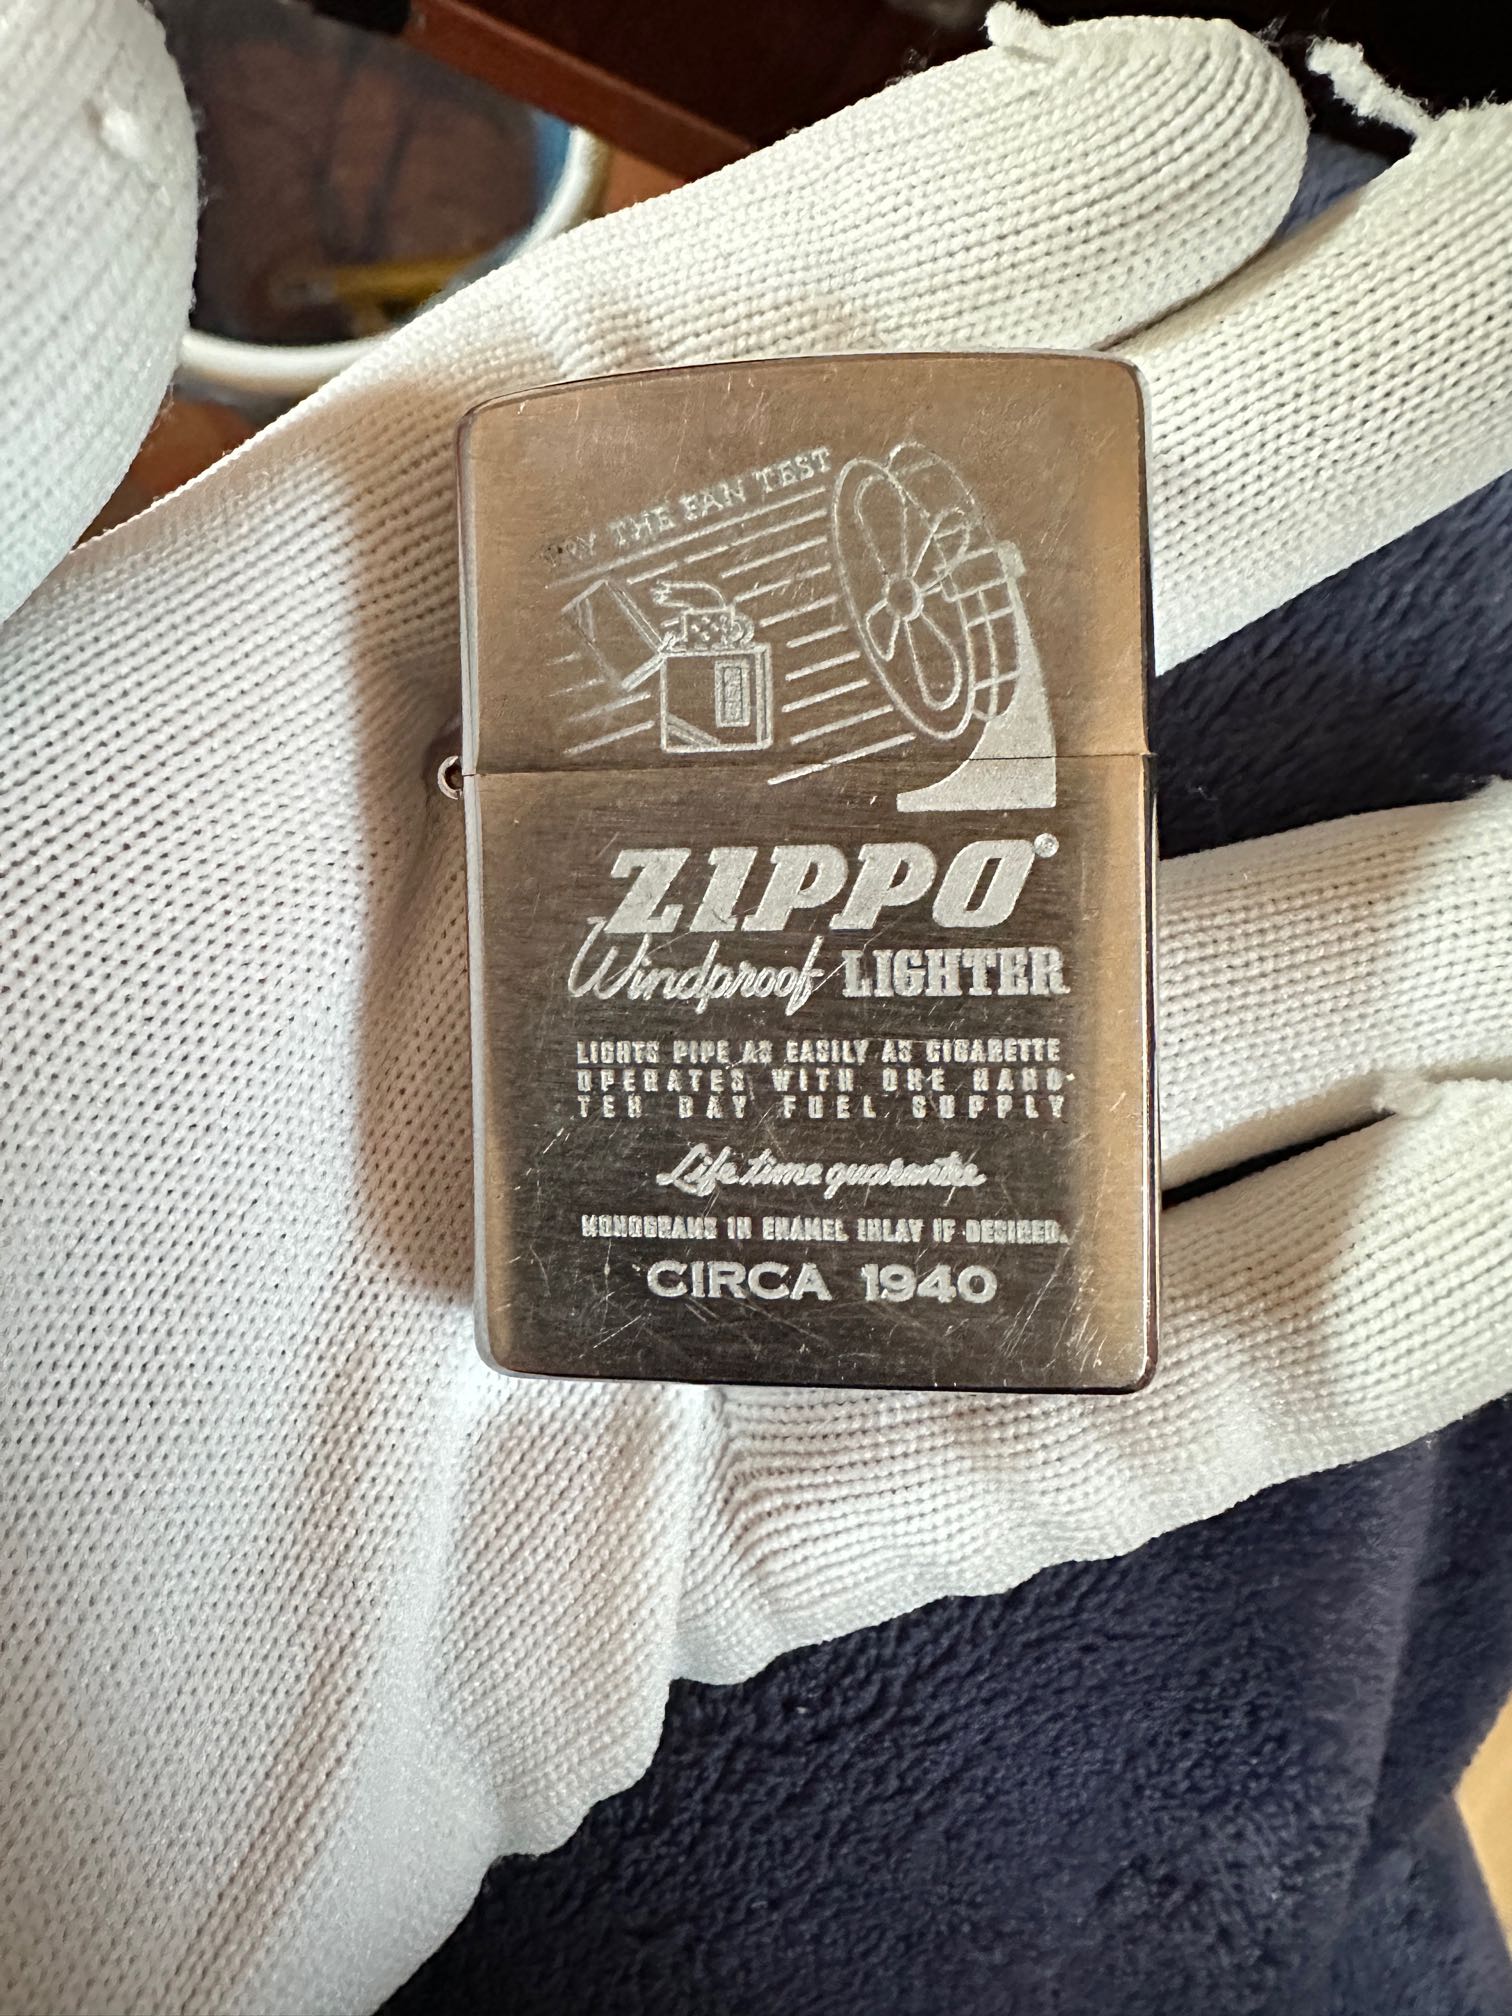 TRY THE FAN TEST
ZIPPO®
Windproof LIGHTER
LIGHTS PIPE AS EASILY AS CIGARETTE
OPERATES WITH ONE HAND
TEN DAY FUEL SUPPLY
Life time guarantee
MONOGRAMS IN ENAMEL INLAY IF DESIRED.
CIRCA 1940